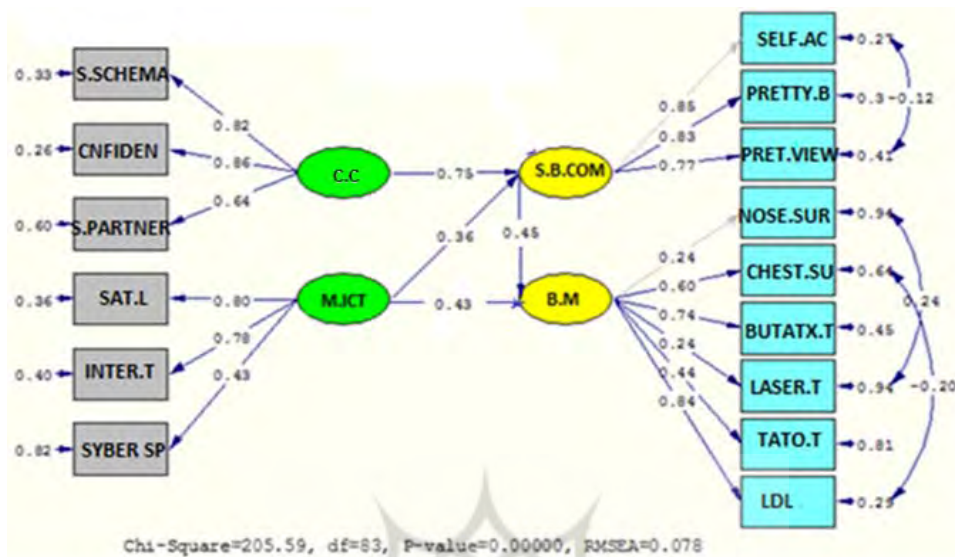 SELF.AC
0.27
0.33
S.SCHEMA
PRETTY.B
0.3
-0.12
0.85
0.82
0.83
0.26
CNFIDEN
0.86
C.C
0.75
S.B.COM
0.77
PRET.VIEW
0.41
0.64
0.60
S.PARTNER
NOSE.SUR
0.94
0.36
0.45
0.24
0.36
SAT.L
0.80
M.ICT
0.43
B.M
0.60
CHEST.SU
0.64
0.24
0.78
0.74
BUTATX.T
0.45
0.40
INTER.T
0.43
0.24
LASER.T
0.94
-0.20
0.44
0.84
TATO.T
0.81
0.82
SYBER SP
LDL
0.29
Chi-Square=205.59, df=83, P-value=0.00000, RMSEA=0.078